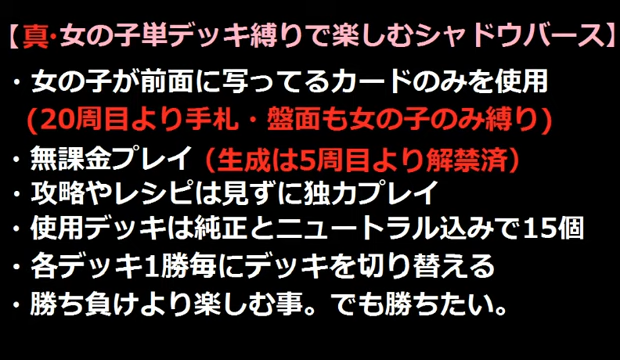 【真・女の子単デッキ縛りで楽しむシャドウバース】
・女の子が前面に写ってるカードのみを使用
(20周目より手札・盤面も女の子のみ縛り)
・無課金プレイ(生成は5周目より解禁済)
・攻略やレシピは見ずに独力プレイ
・使用デッキは純正とニュートラル込みで15個
・各デッキ1勝毎にデッキを切り替える
・勝ち負けより楽しむ事。でも勝ちたい。